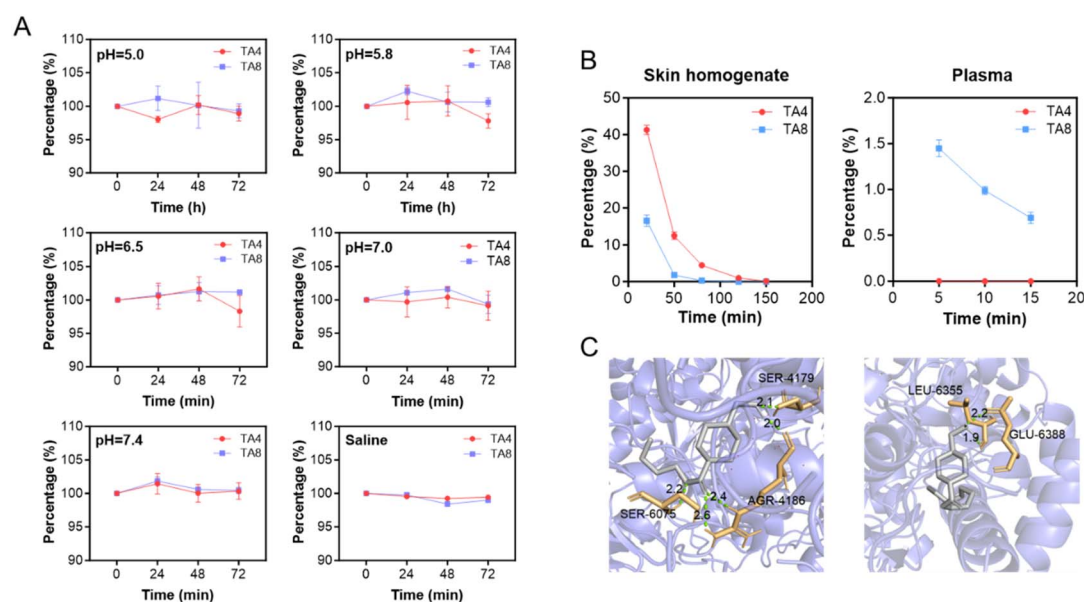 A
pH=5.0
TA4
TA8
110
105
100
95
90
Percentage (%)
0 24 48 72
Time (h)
pH=5.8
TA4
TA8
110
105
100
95
90
Percentage (%)
0 24 48 72
Time (h)
pH=6.5
TA4
TA8
110
105
100
95
90
Percentage (%)
0 24 48 72
Time (min)
pH=7.0
TA4
TA8
110
105
100
95
90
Percentage (%)
0 24 48 72
Time (min)
pH=7.4
TA4
TA8
110
105
100
95
90
Percentage (%)
0 24 48 72
Time (min)
Saline
TA4
TA8
110
105
100
95
90
Percentage (%)
0 24 48 72
Time (min)
B
Skin homogenate
TA4
TA8
50
40
30
20
10
0
Percentage (%)
0 50 100 150 200
Time (min)
Plasma
TA4
TA8
2.0
1.5
1.0
0.5
0.0
Percentage (%)
0 5 10 15 20
Time (min)
C
SER-4179
2.1
2.0
2.2
2.4
AGR-4186
SER-6075
2.6
LEU-6355
2.2
1.9
GLU-6388